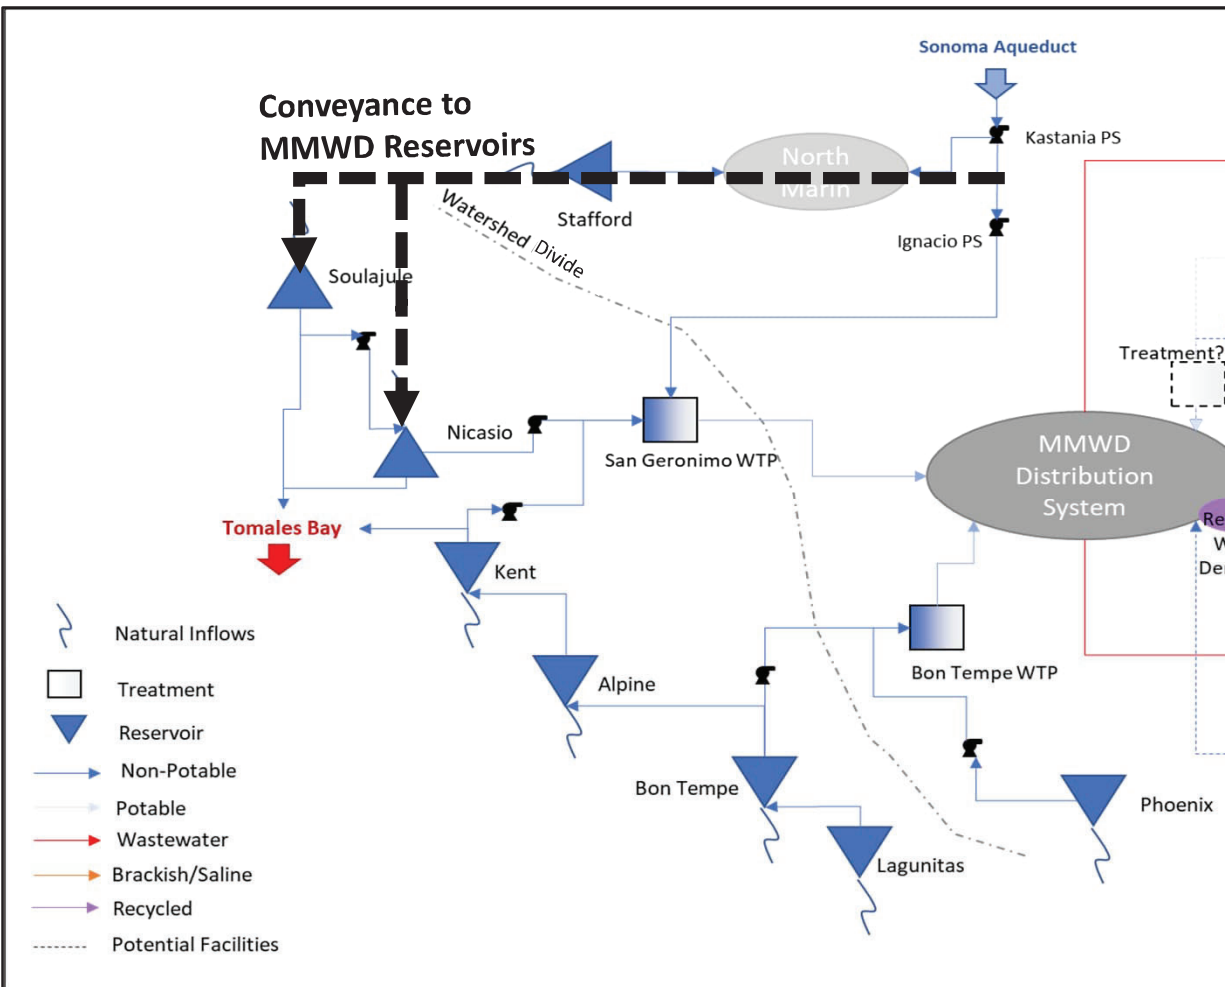 Sonoma Aqueduct
Conveyance to
MMWD Reservoirs
Kastania PS
North
Marin
Watershed Divide
Stafford
Ignacio PS
Soulajule
Treatment?
Nicasio
San Geronimo WTP
MMWD
Distribution
System
Tomales Bay
Kent
Natural Inflows
Treatment
Alpine
Bon Tempe WTP
Reservoir
Non-Potable
Bon Tempe
Phoenix
Potable
Wastewater
Lagunitas
Brackish/Saline
Recycled
Potential Facilities